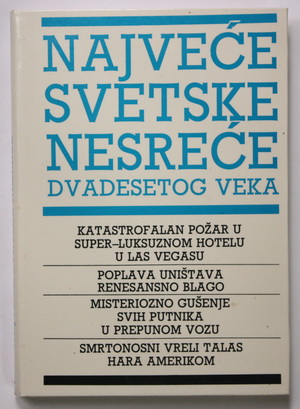 NAJVEĆE
SVETSKE
NESREĆE
DVADESETOG VEKA
KATASTROFALAN POŽAR U
SUPER–LUKSUZNOM HOTELU
U LAS VEGASU
POPLAVA UNIŠTAVA
RENESANSNO BLAGO
MISTERIOZNO GUŠENJE
SVIH PUTNIKA
U PREPUNOM VOZU
SMRTONOSNI VRELI TALAS
HARA AMERIKOM